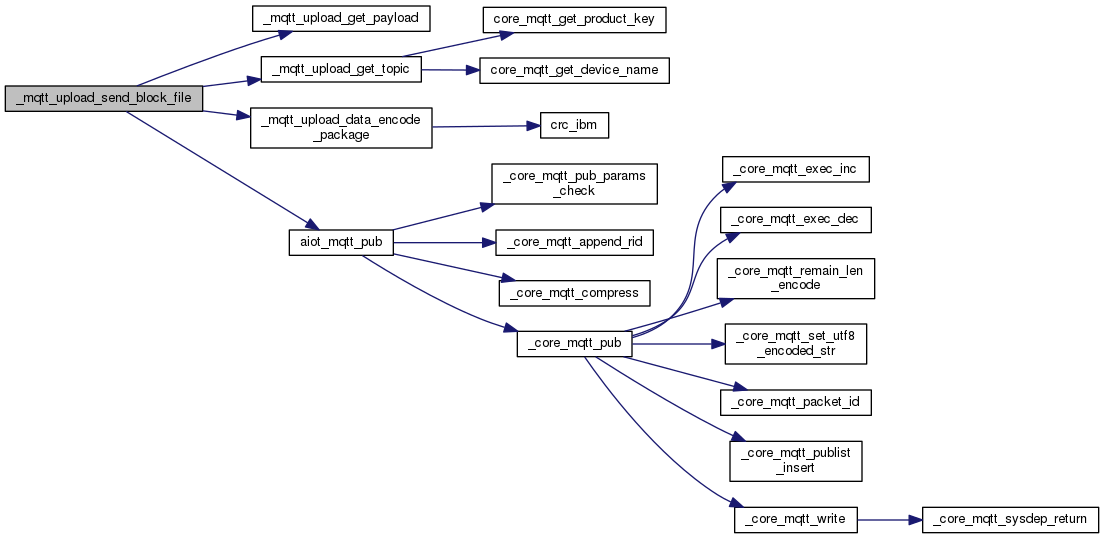 _mqtt_upload_send_block_file
_mqtt_upload_get_payload
_mqtt_upload_get_topic
core_mqtt_get_product_key
core_mqtt_get_device_name
_mqtt_upload_data_encode
_package
crc_ibm
aiot_mqtt_pub
_core_mqtt_pub_params
_check
_core_mqtt_append_rid
_core_mqtt_compress
_core_mqtt_pub
_core_mqtt_exec_inc
_core_mqtt_exec_dec
_core_mqtt_remain_len
_encode
_core_mqtt_set_utf8
_encoded_str
_core_mqtt_packet_id
_core_mqtt_publist
_insert
_core_mqtt_write
_core_mqtt_sysdep_return